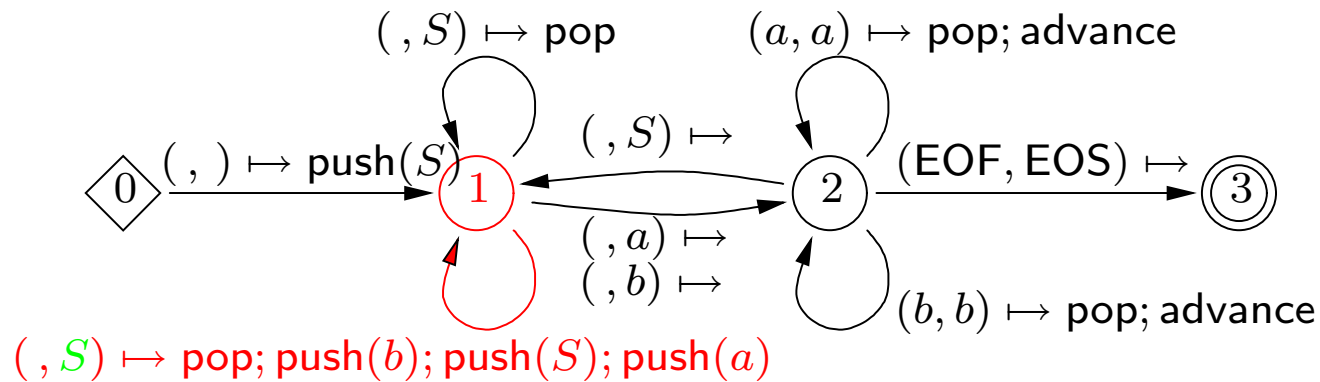 ( , S) ↦ pop
(a, a) ↦ pop; advance
( , S) ↦
( , ) ↦ push(S)
(EOF, EOS) ↦
0
1
2
3
( , a) ↦
( , b) ↦
(b, b) ↦ pop; advance
( , S) ↦ pop; push(b); push(S); push(a)